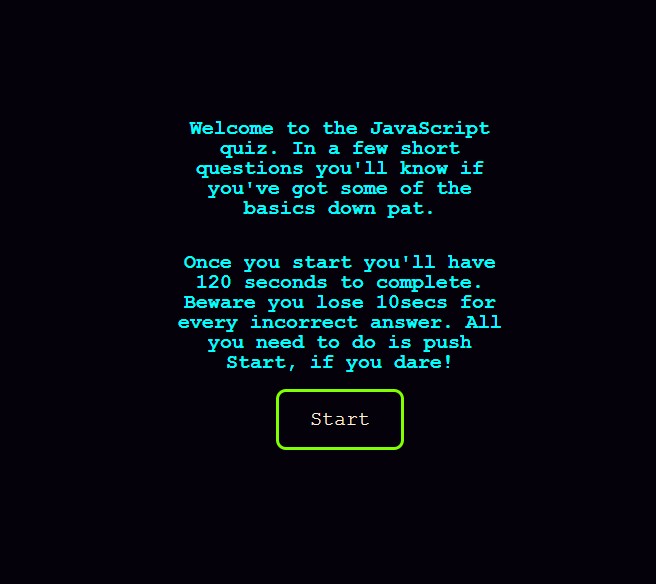 Welcome to the JavaScript
quiz. In a few short
questions you'll know if
you've got some of the
basics down pat.
Once you start you'll have
120 seconds to complete.
Beware you lose 10secs for
every incorrect answer. All
you need to do is push
Start, if you dare!
Start